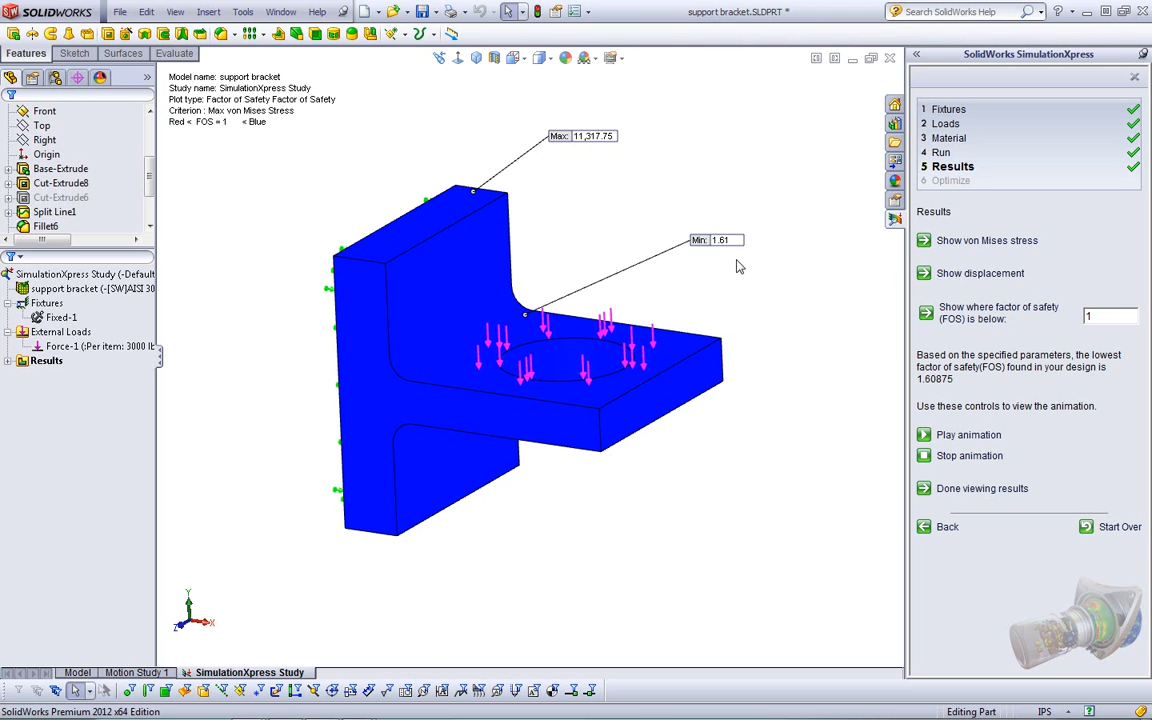 SOLIDWORKS
File Edit View Insert Tools Window Help
support bracket.SLDPRT *
Search SolidWorks Help
Features Sketch Surfaces Evaluate
SolidWorks SimulationXpress
Front
Top
Right
Origin
Base-Extrude
Cut-Extrude8
Cut-Extrude6
Split Line1
Fillet6
SimulationXpress Study (-Defaul
support bracket (-[SW]AISI 30
Fixtures
Fixed-1
External Loads
Force-1 (:Per item: 3000 lb
Results
Model name: support bracket
Study name: SimulationXpress Study
Plot type: Factor of Safety Factor of Safety
Criterion : Max von Mises Stress
Red < FOS = 1 < Blue
Max: 11,317.75
Min: 1.61
Y
X
Z
1 Fixtures
2 Loads
3 Material
4 Run
5 Results
6 Optimize
Results
Show von Mises stress
Show displacement
Show where factor of safety
(FOS) is below:
1
Based on the specified parameters, the lowest
factor of safety(FOS) found in your design is
1.60875
Use these controls to view the animation.
Play animation
Stop animation
Done viewing results
Back
Start Over
Model Motion Study 1 SimulationXpress Study
SolidWorks Premium 2012 x64 Edition
Editing Part
IPS